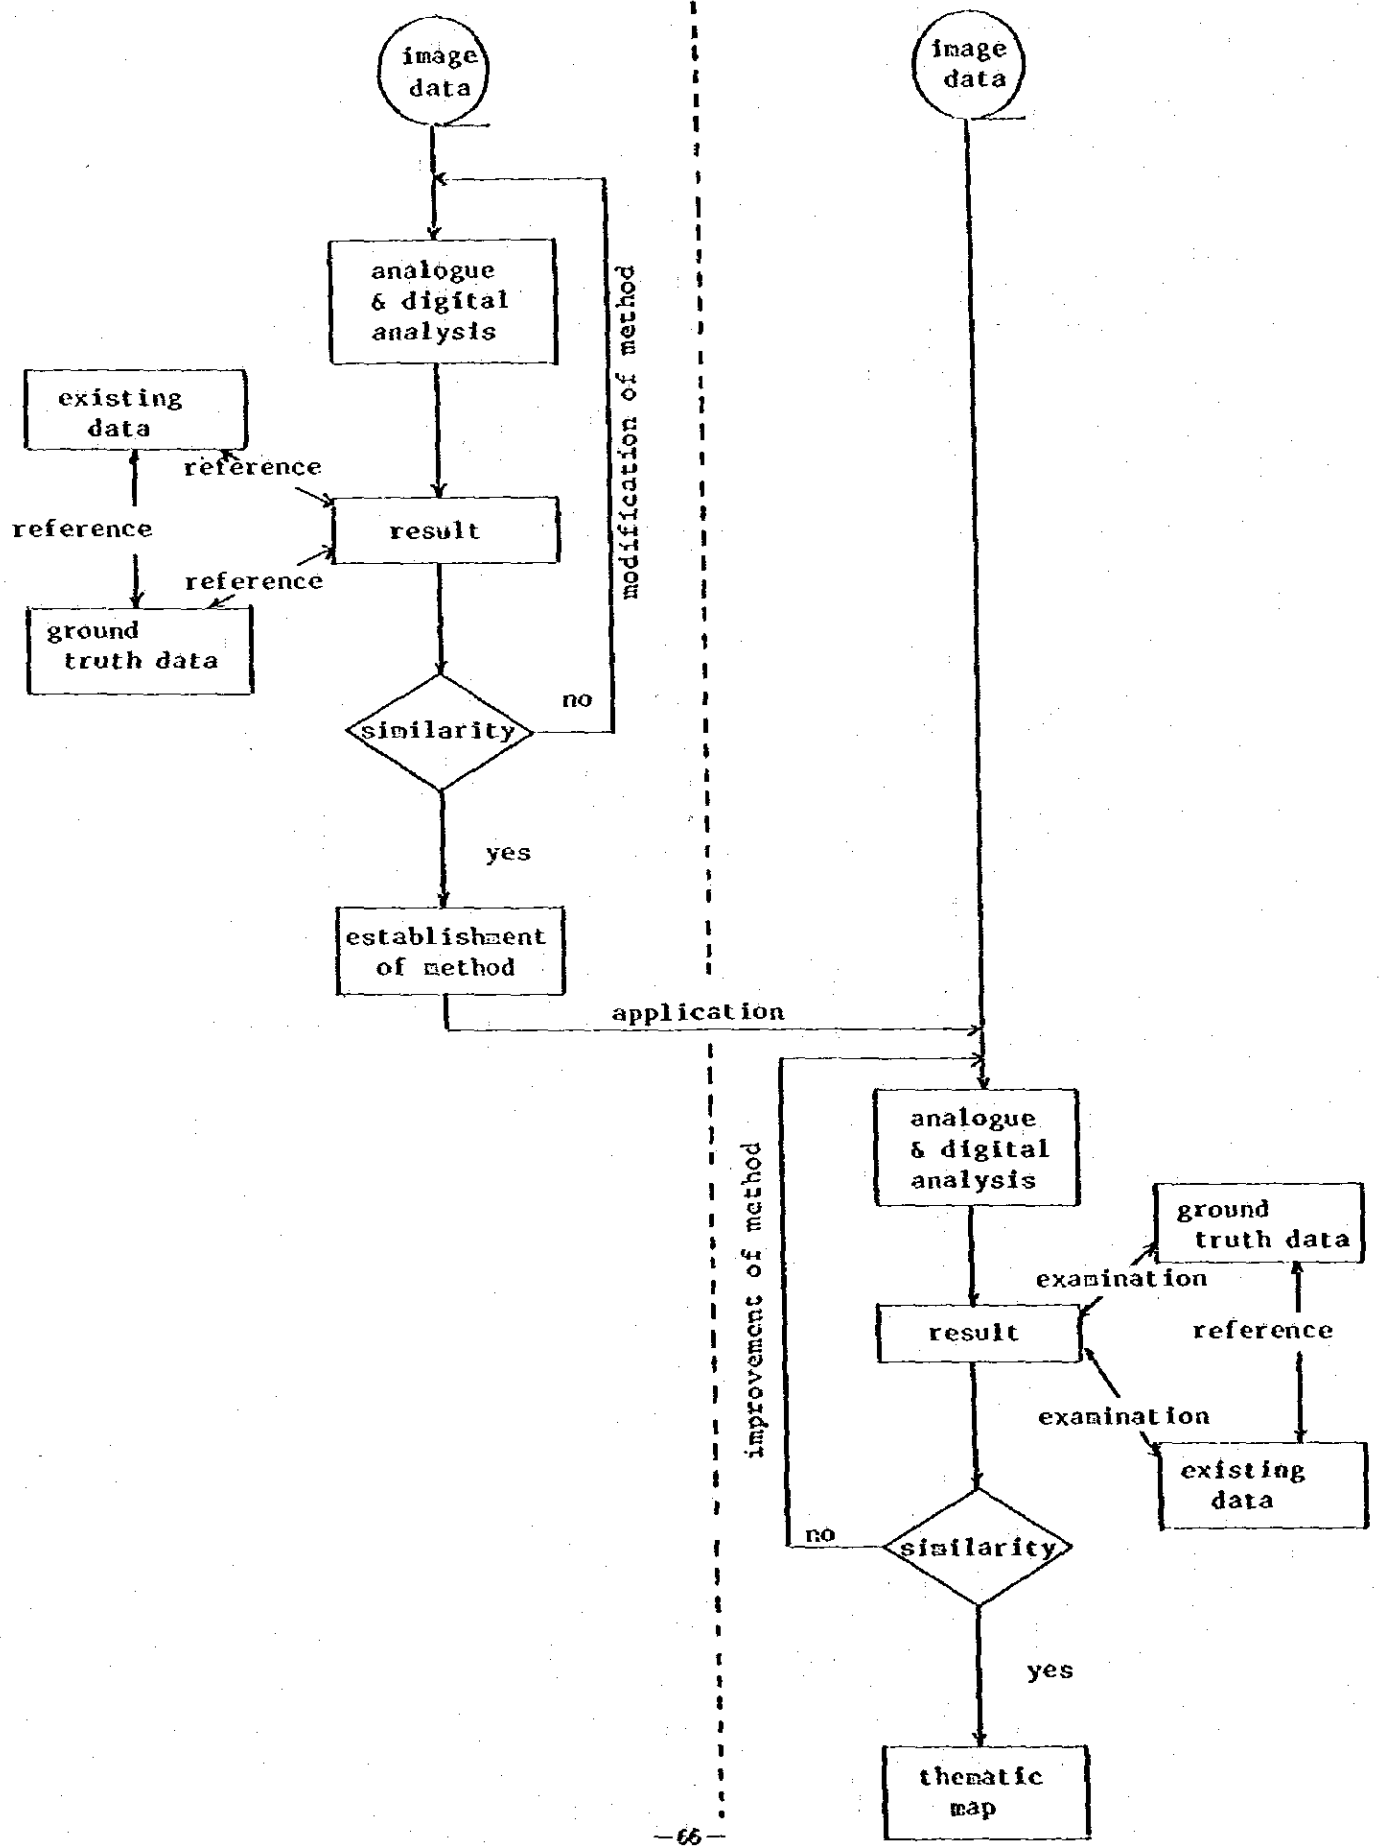 image
data
analogue
& digital
analysis
modification of method
existing
data
reference
reference
result
reference
ground
truth data
no
similarity
yes
establishment
of method
application
image
data
improvement of method
analogue
& digital
analysis
ground
truth data
examination
result
reference
examination
existing
data
no
similarity
yes
thematic
map
—66—